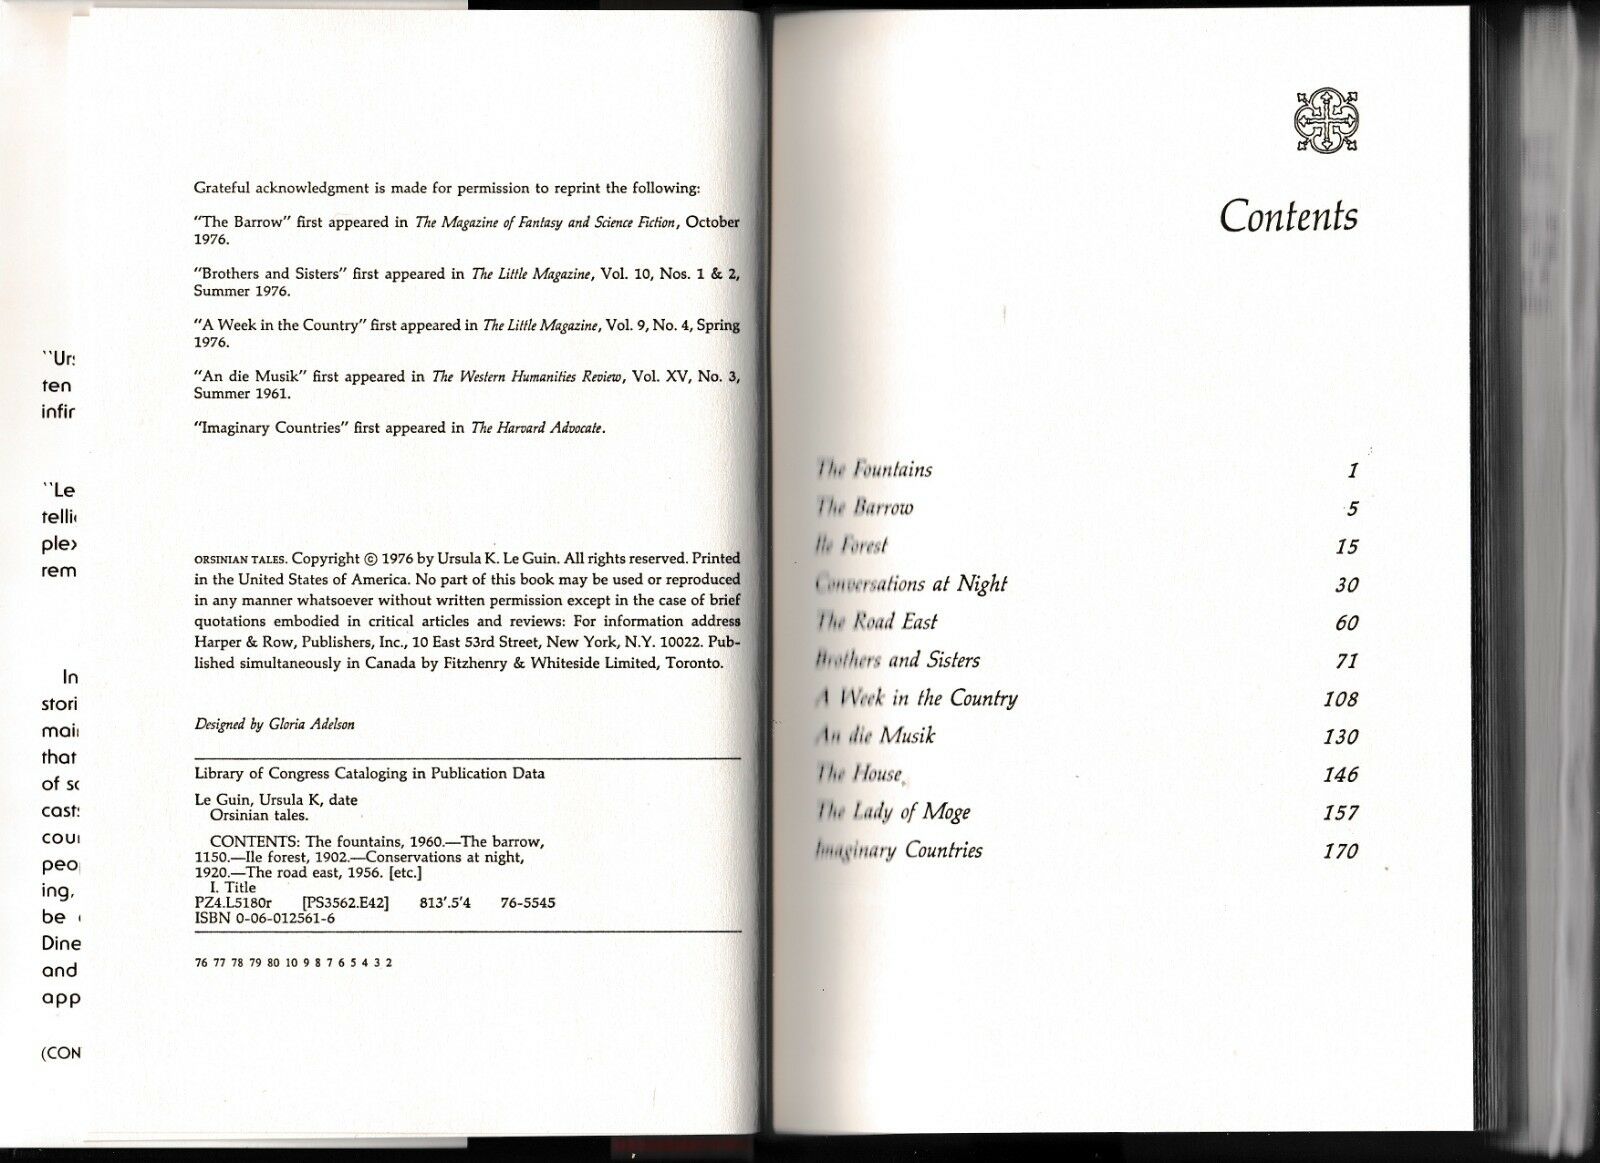 "Ur
ten
infir
"Le
telli
plex
rem
In
stori
mai
that
of sc
cast
cou
peo
ing,
be
Dine
and
app
(CON
Grateful acknowledgment is made for permission to reprint the following:
"The Barrow" first appeared in The Magazine of Fantasy and Science Fiction, October
1976.
"Brothers and Sisters" first appeared in The Little Magazine, Vol. 10, Nos. 1 & 2,
Summer 1976.
"A Week in the Country" first appeared in The Little Magazine, Vol. 9, No. 4, Spring
1976.
"An die Musik" first appeared in The Western Humanities Review, Vol. XV, No. 3,
Summer 1961.
"Imaginary Countries" first appeared in The Harvard Advocate.
ORSINIAN TALES. Copyright © 1976 by Ursula K. Le Guin. All rights reserved. Printed
in the United States of America. No part of this book may be used or reproduced
in any manner whatsoever without written permission except in the case of brief
quotations embodied in critical articles and reviews: For information address
Harper & Row, Publishers, Inc., 10 East 53rd Street, New York, N.Y. 10022. Pub-
lished simultaneously in Canada by Fitzhenry & Whiteside Limited, Toronto.
Designed by Gloria Adelson
Library of Congress Cataloging in Publication Data
Le Guin, Ursula K, date
Orsinian tales.
CONTENTS: The fountains, 1960.—The barrow,
1150.—Ile forest, 1902.—Conservations at night,
1920.—The road east, 1956. [etc.]
I. Title
PZ4.L5180r [PS3562.E42] 813'.5'4 76-5545
ISBN 0-06-012561-6
76 77 78 79 80 10 9 8 7 6 5 4 3 2
Contents
The Fountains 1
The Barrow 5
Ile Forest 15
Conversations at Night 30
The Road East 60
Brothers and Sisters 71
A Week in the Country 108
An die Musik 130
The House 146
The Lady of Moge 157
Imaginary Countries 170